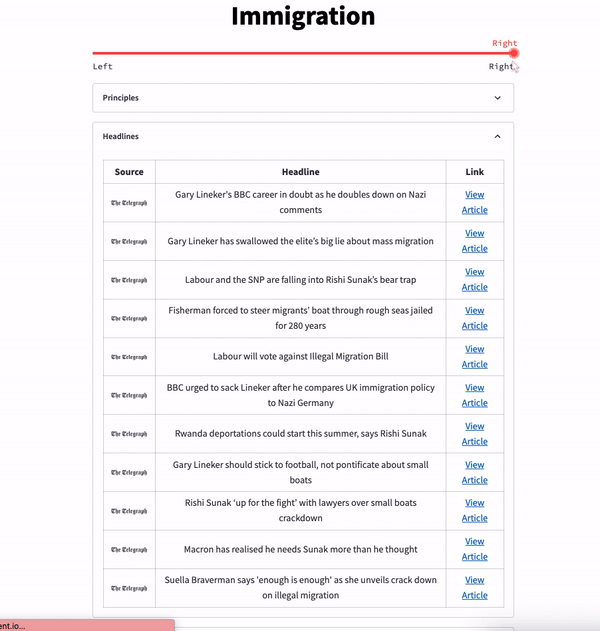 Immigration
Right
Left
Right
Principles
Headlines
Source Headline Link
The Telegraph Gary Lineker's BBC career in doubt as he doubles down on Nazi View
comments Article
The Telegraph Gary Lineker has swallowed the elite's big lie about mass migration View
Article
The Telegraph Labour and the SNP are falling into Rishi Sunak's bear trap View
Article
The Telegraph Fisherman forced to steer migrants' boat through rough seas jailed View
for 280 years Article
The Telegraph Labour will vote against Illegal Migration Bill View
Article
The Telegraph BBC urged to sack Lineker after he compares UK immigration policy View
to Nazi Germany Article
The Telegraph Rwanda deportations could start this summer, says Rishi Sunak View
Article
The Telegraph Gary Lineker should stick to football, not pontificate about small View
boats Article
The Telegraph Rishi Sunak ‘up for the fight’ with lawyers over small boats View
crackdown Article
The Telegraph Macron has realised he needs Sunak more than he thought View
Article
The Telegraph Suella Braverman says 'enough is enough' as she unveils crack down View
on illegal migration Article
ent.io...